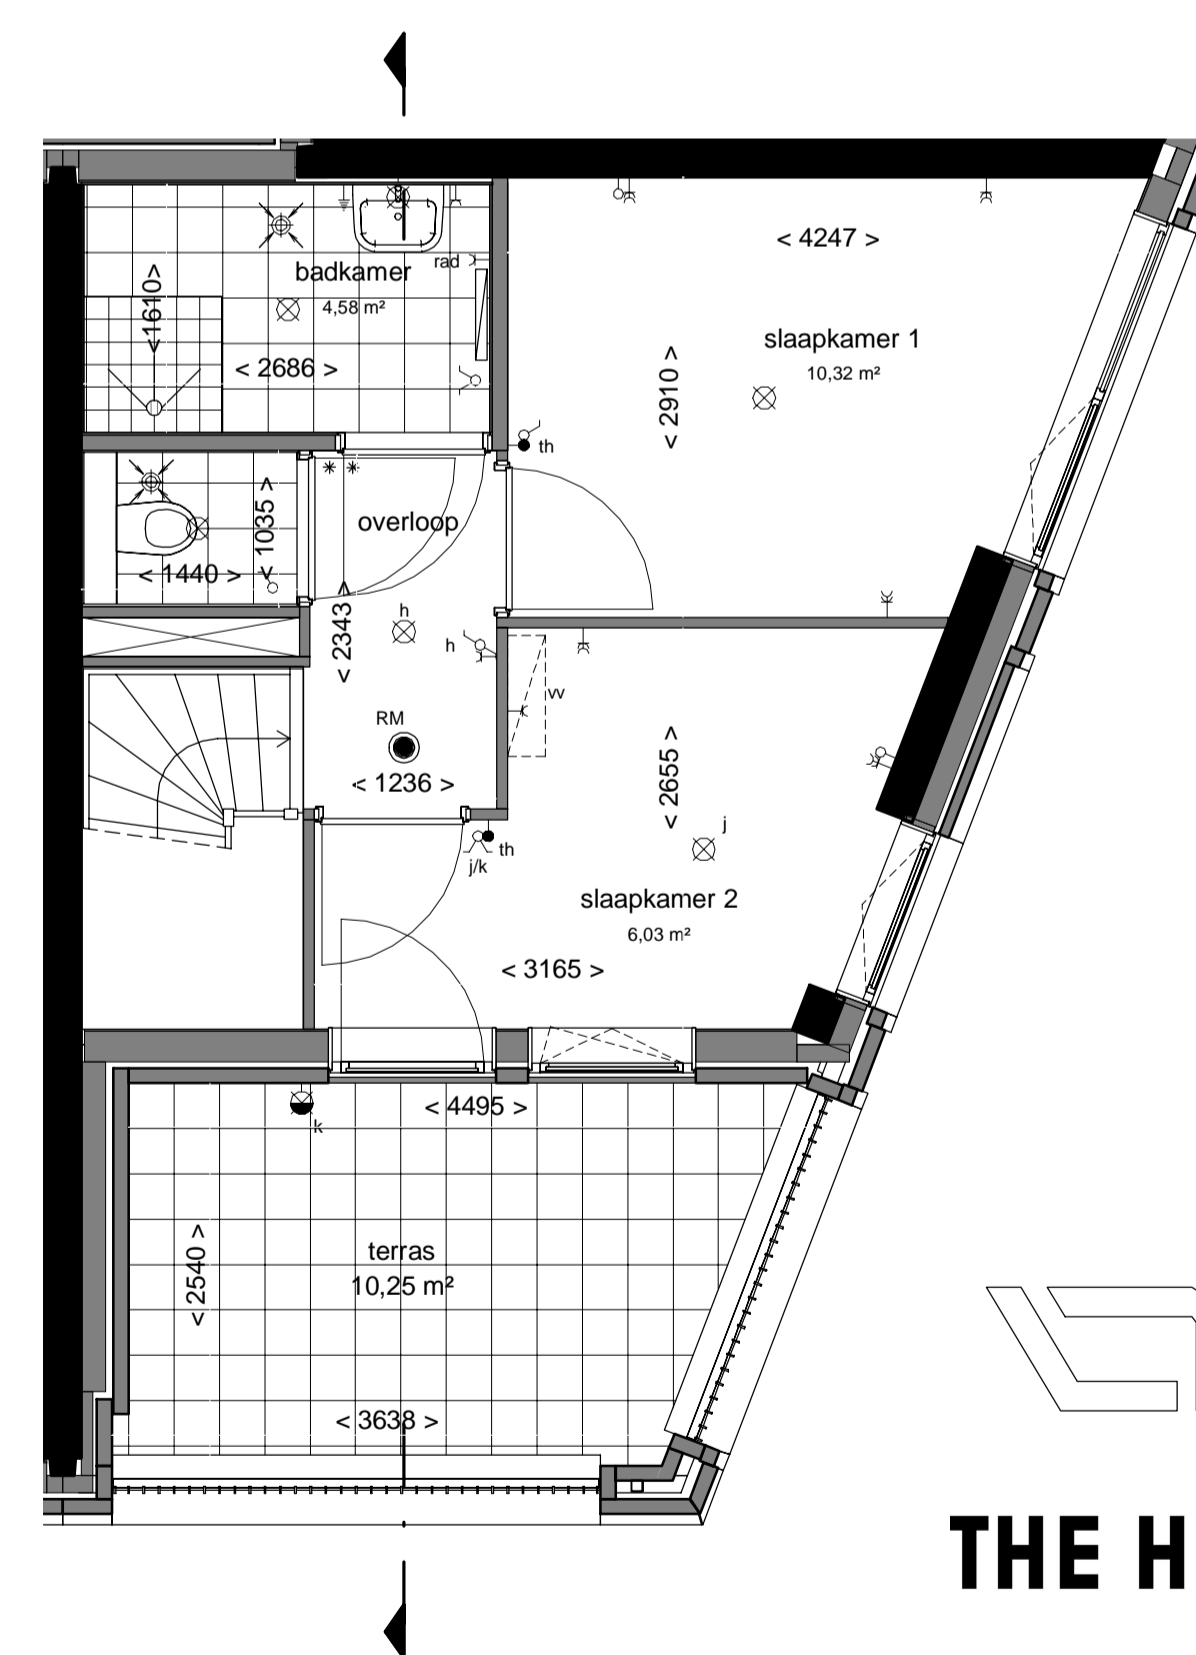 < 4247 >
badkamer
rad
4,58 m²
<1610>
< 2686 >
slaapkamer 1
10,32 m²
< 2910 >
th
overloop
< 1035 >
< 1440 >
< 2343 >
h
h
vv
RM
< 1236 >
< 2655 >
j
th
j/k
slaapkamer 2
6,03 m²
< 3165 >
k
< 4495 >
terras
10,25 m²
< 2540 >
< 3638 >
THE H